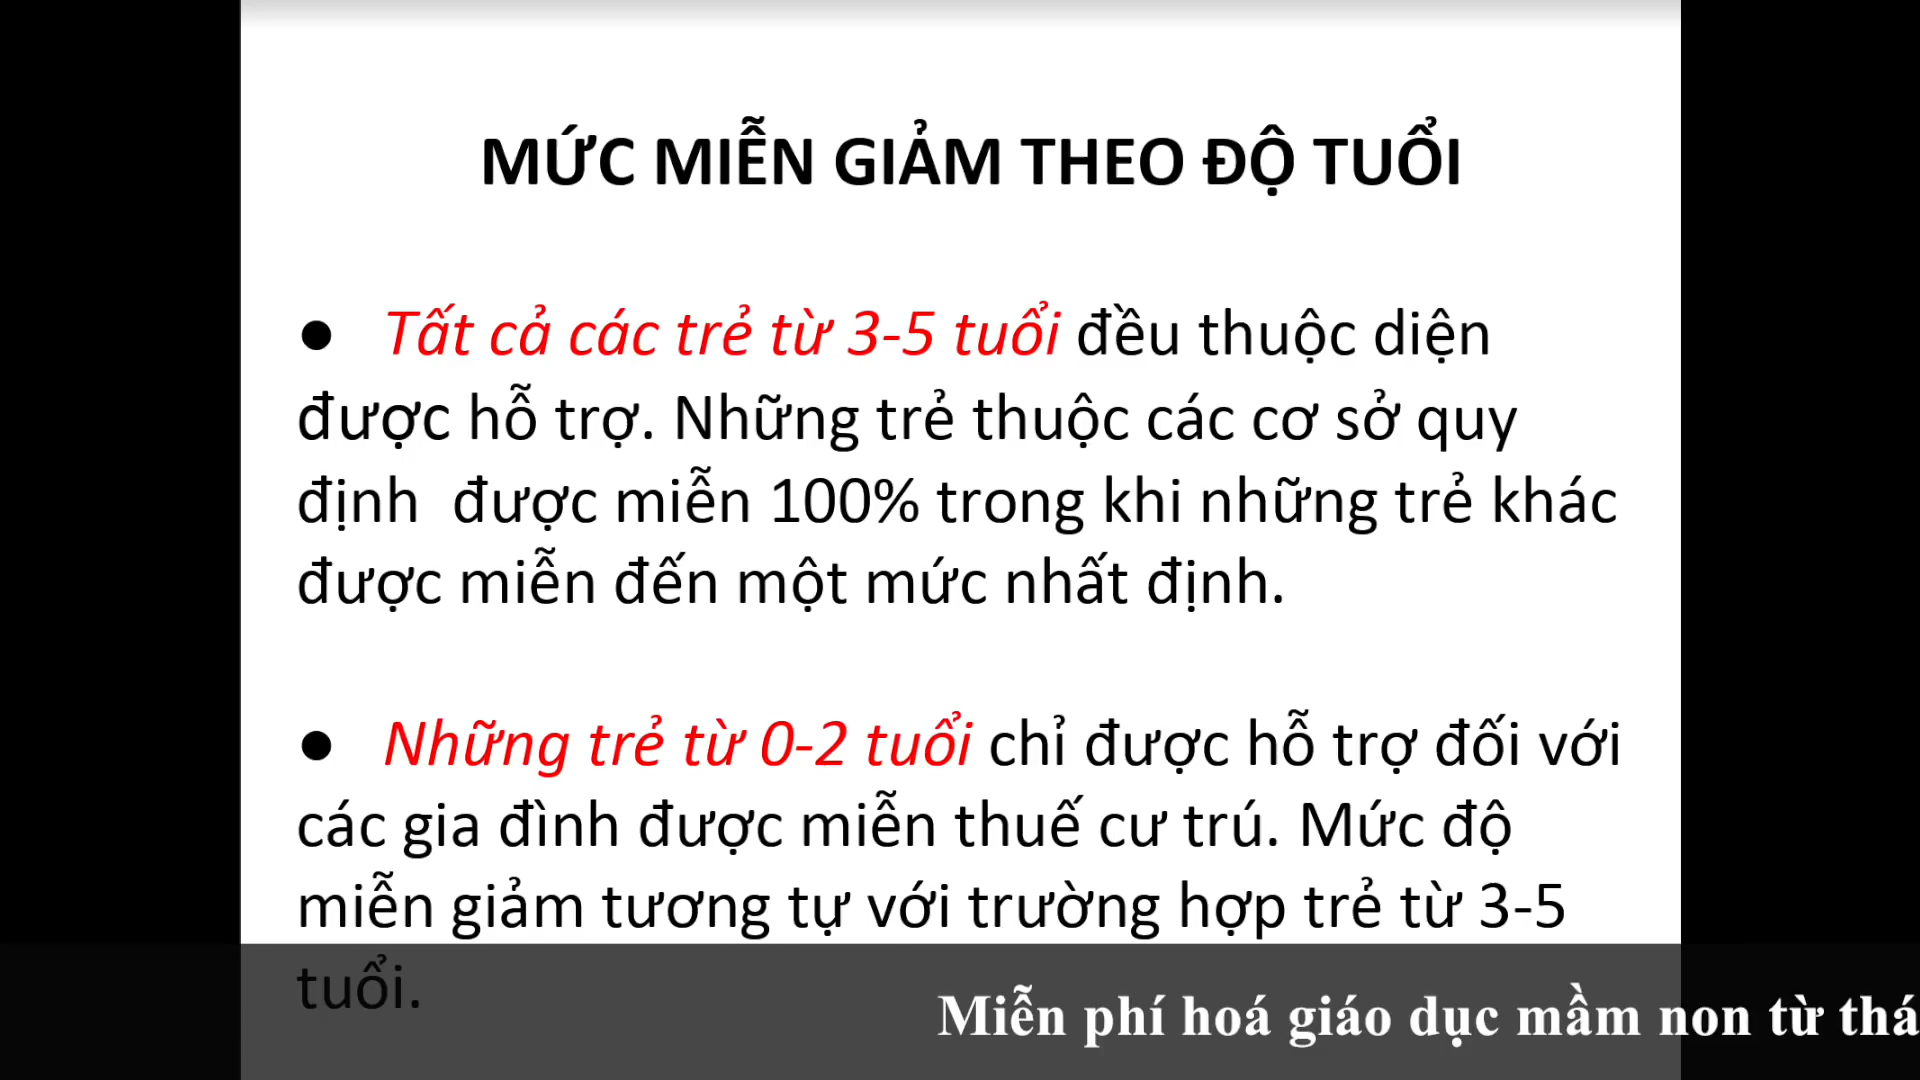 MỨC MIỄN GIẢM THEO ĐỘ TUỔI
● Tất cả các trẻ từ 3-5 tuổi đều thuộc diện
được hỗ trợ. Những trẻ thuộc các cơ sở quy
định được miễn 100% trong khi những trẻ khác
được miễn đến một mức nhất định.
● Những trẻ từ 0-2 tuổi chỉ được hỗ trợ đối với
các gia đình được miễn thuế cư trú. Mức độ
miễn giảm tương tự với trường hợp trẻ từ 3-5
tuổi.
Miễn phí hoá giáo dục mầm non từ